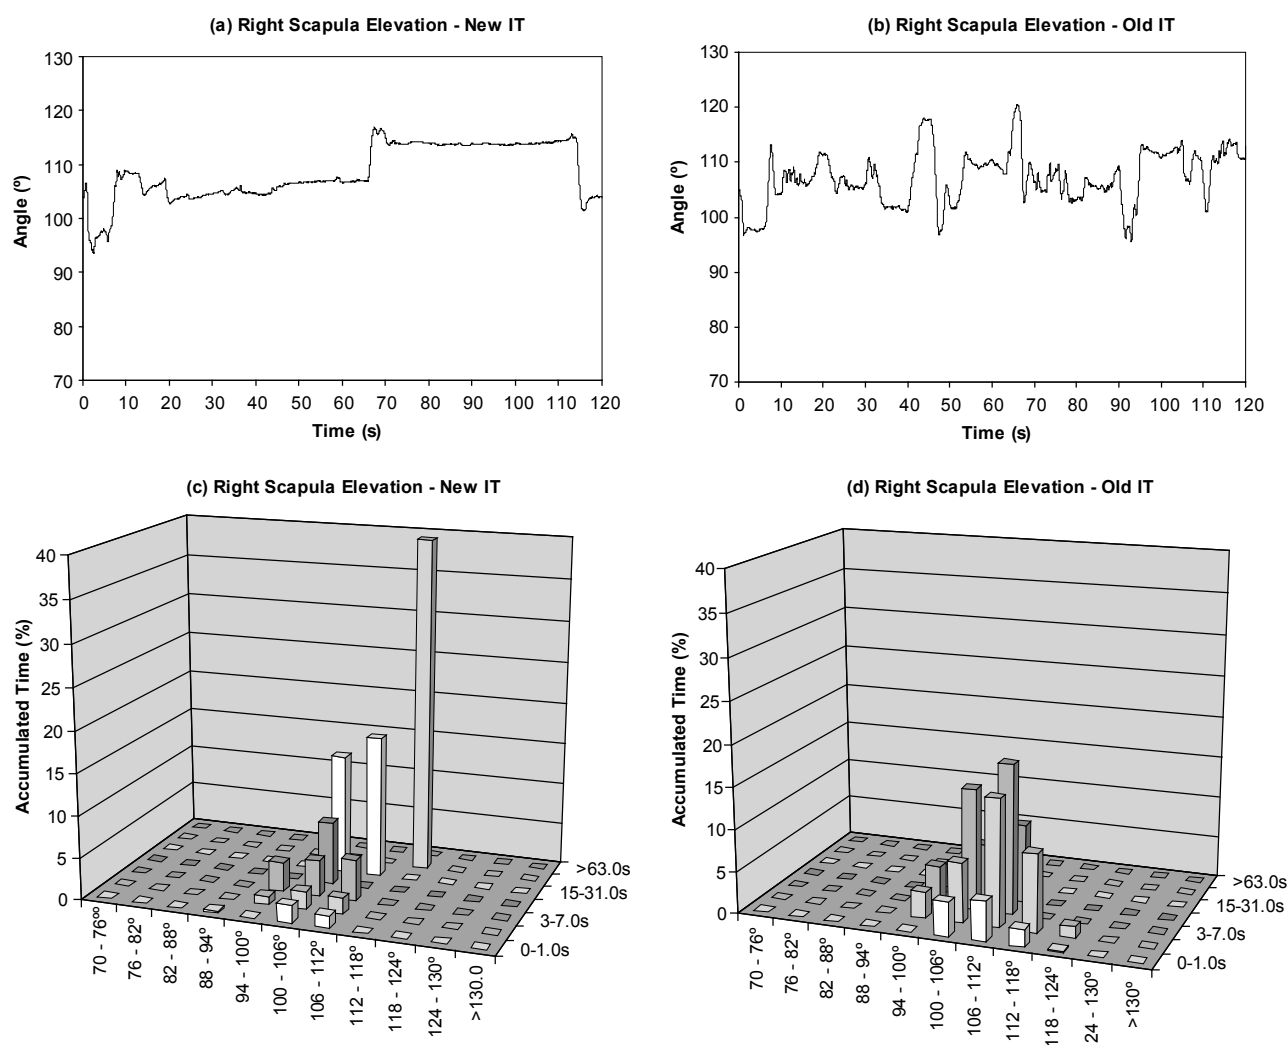 (a) Right Scapula Elevation - New IT
130
120
110
100
90
80
70
Angle (º)
0 10 20 30 40 50 60 70 80 90 100 110 120
Time (s)
(b) Right Scapula Elevation - Old IT
130
120
110
100
90
80
70
Angle (º)
0 10 20 30 40 50 60 70 80 90 100 110 120
Time (s)
(c) Right Scapula Elevation - New IT
40
35
30
25
20
15
10
5
0
Accumulated Time (%)
70 - 76ºº
76 - 82º
82 - 88º
88 - 94º
94 - 100º
100 - 106º
106 - 112º
112 - 118º
118 - 124º
124 - 130º
>130.0
>63.0s
15-31.0s
3-7.0s
0-1.0s
(d) Right Scapula Elevation - Old IT
40
35
30
25
20
15
10
5
0
Accumulated Time (%)
70 - 76º
76 - 82º
82 - 88º
88 - 94º
94 - 100º
100 - 106º
106 - 112º
112 - 118º
118 - 124º
24 - 130º
>130º
>63.0s
15-31.0s
3-7.0s
0-1.0s